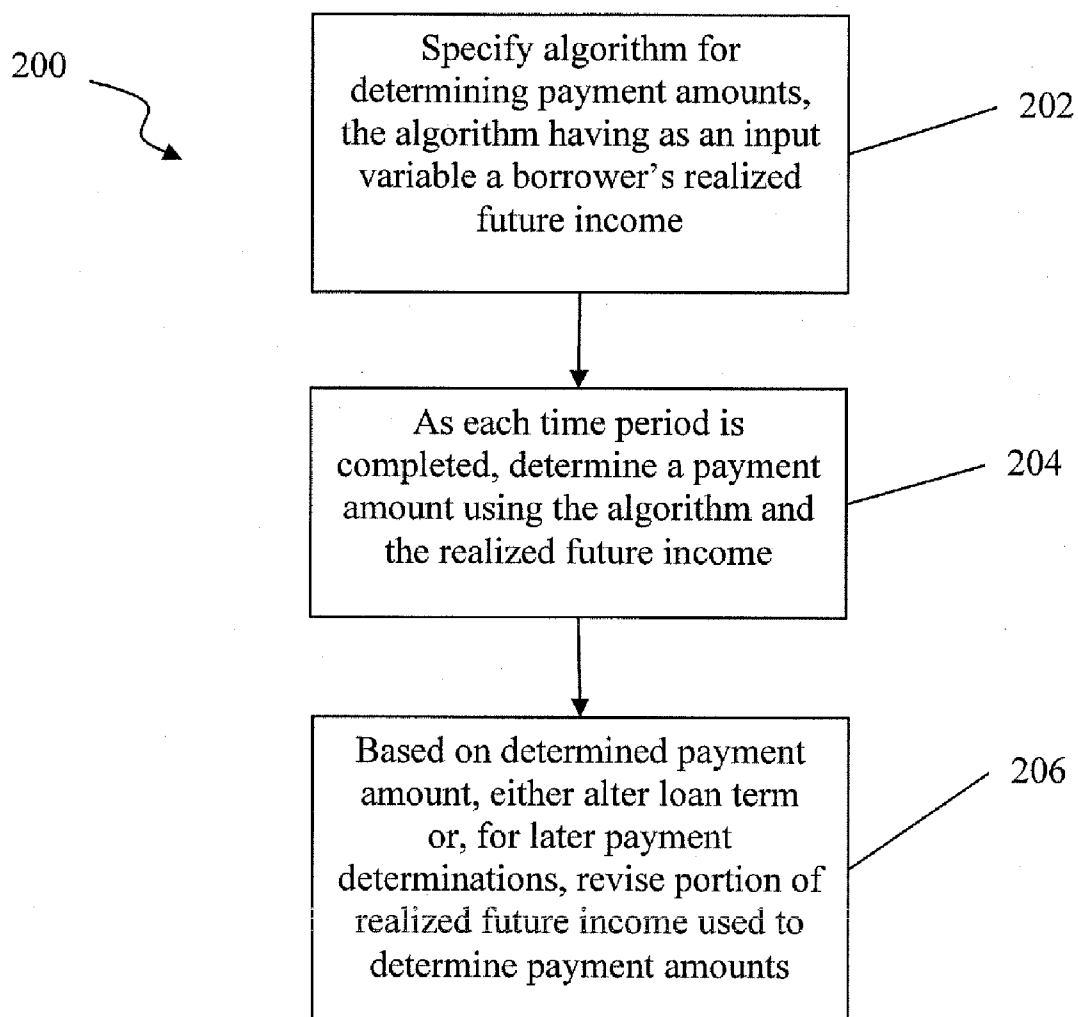 200
Specify algorithm for
determining payment amounts,
the algorithm having as an input
variable a borrower's realized
future income
202
As each time period is
completed, determine a payment
amount using the algorithm and
the realized future income
204
Based on determined payment
amount, either alter loan term
or, for later payment
determinations, revise portion of
realized future income used to
determine payment amounts
206